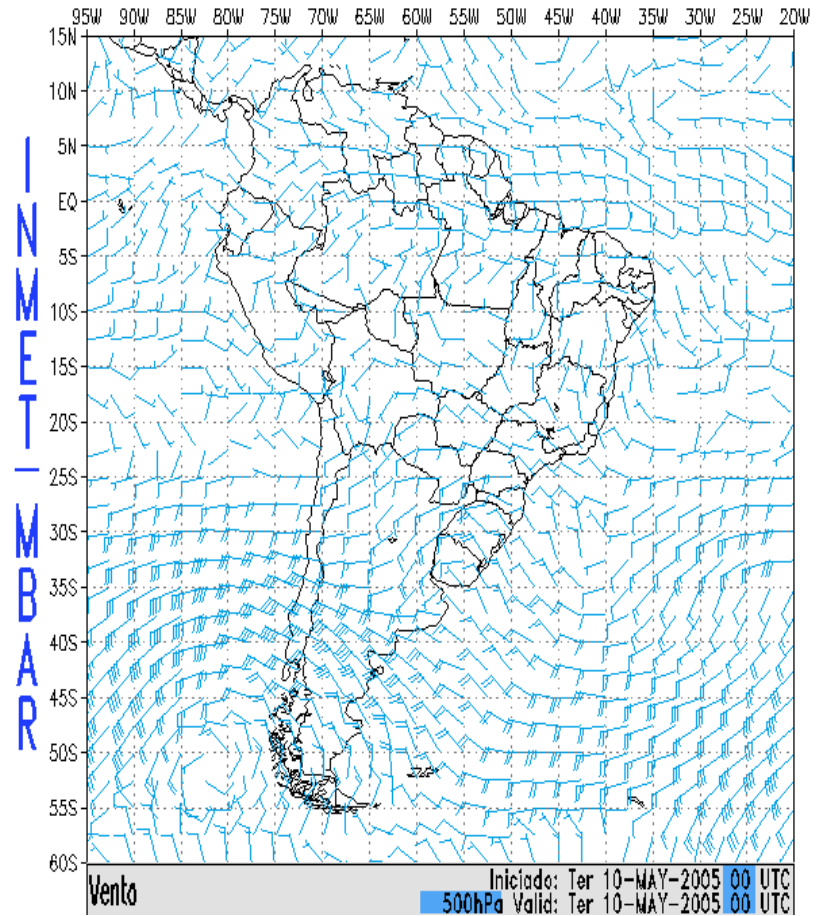 95W 90W 85W 80W 75W 70W 65W 60W 55W 50W 45W 40W 35W 30W 25W 20W
15N
10N
5N
EQ
5S
10S
15S
20S
25S
30S
35S
40S
45S
50S
55S
60S
INMET_MBAR
Vento
Iniciado: Ter 10-MAY-2005 00 UTC
500hPa Valid: Ter 10-MAY-2005 00 UTC